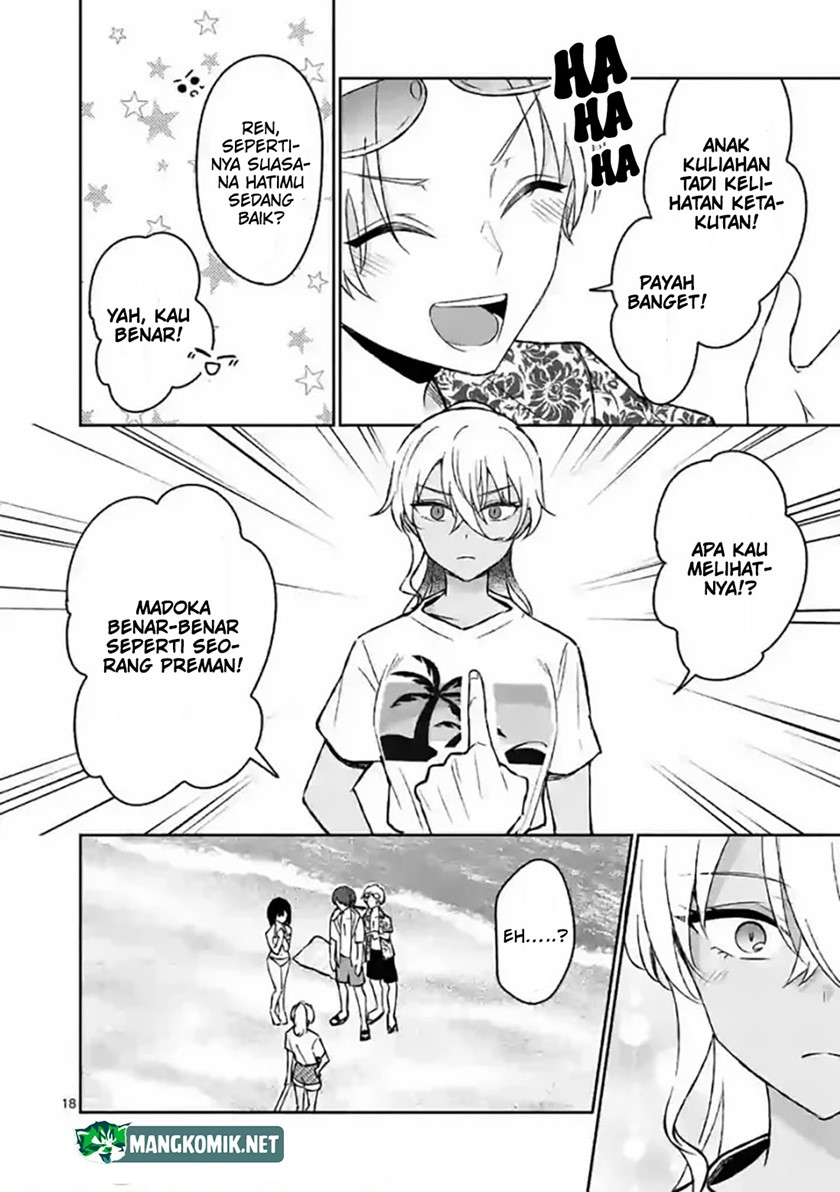 HA
HA
HA
ANAK
KULIAHAN
TADI KELI-
HATAN KETA-
KUTAN!
PAYAH
BANGET!
REN,
SEPERTI-
NYA SUASA-
NA HATIMU
SEDANG
BAIK?
YAH, KAU
BENAR!
APA KAU
MELIHAT-
NYA!?
MADOKA
BENAR-BENAR
SEPERTI SEO-
RANG PREMAN!
EH.....?
18
MANGKOMIK.NET